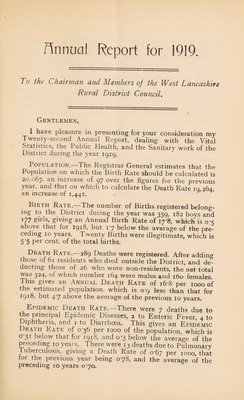 Annual Report for 1919.
To the Chairman and Members of the West Lancashire
Rural District Council.
GENTLEMEN,
I have pleasure in presenting for your consideration my
Twenty-second Annual Report, dealing with the Vital
Statistics, the Public Health, and the Sanitary work of the
District during the year 1919.
POPULATION.—The Registrar General estimates that the
Population on which the Birth Rate should be calculated is
20,067, an increase of 97 over the figures for the previous
year, and that on which to calculate the Death Rate 19,264,
an increase of 1,441.
BIRTH RATE.—The number of Births registered belong-
ing to the District during the year was 359, 182 boys and
177 girls, giving an Annual Birth Rate of 17·8, which is 0·5
above that for 1918, but 1·7 below the average of the pre-
ceding 10 years. Twenty Births were illegitimate, which is
5·5 per cent. of the total births.
DEATH RATE.—289 Deaths were registered. After adding
those of 61 residents who died outside the District, and de-
ducting those of 26 who were non-residents, the net total
was 324, of which number 164 were males and 160 females.
This gives an ANNUAL DEATH RATE of 16·8 per 1000 of
the estimated population, which is 0·9 less than that for
1918, but 4·7 above the average of the previous 10 years.
EPIDEMIC DEATH RATE.—There were 7 deaths due to
the principal Epidemic Diseases, 2 to Enteric Fever, 4 to
Diphtheria, and 1 to Diarrhœa. This gives an EPIDEMIC
DEATH RATE of 0·36 per 1000 of the population, which is
0·31 below that for 1918, and 0·3 below the average of the
preceding 10 years. There were 13 deaths due to Pulmonary
Tuberculosis, giving a Death Rate of 0·67 per 1000, that
for the previous year being 0·78, and the average of the
preceding 10 years 0·70.